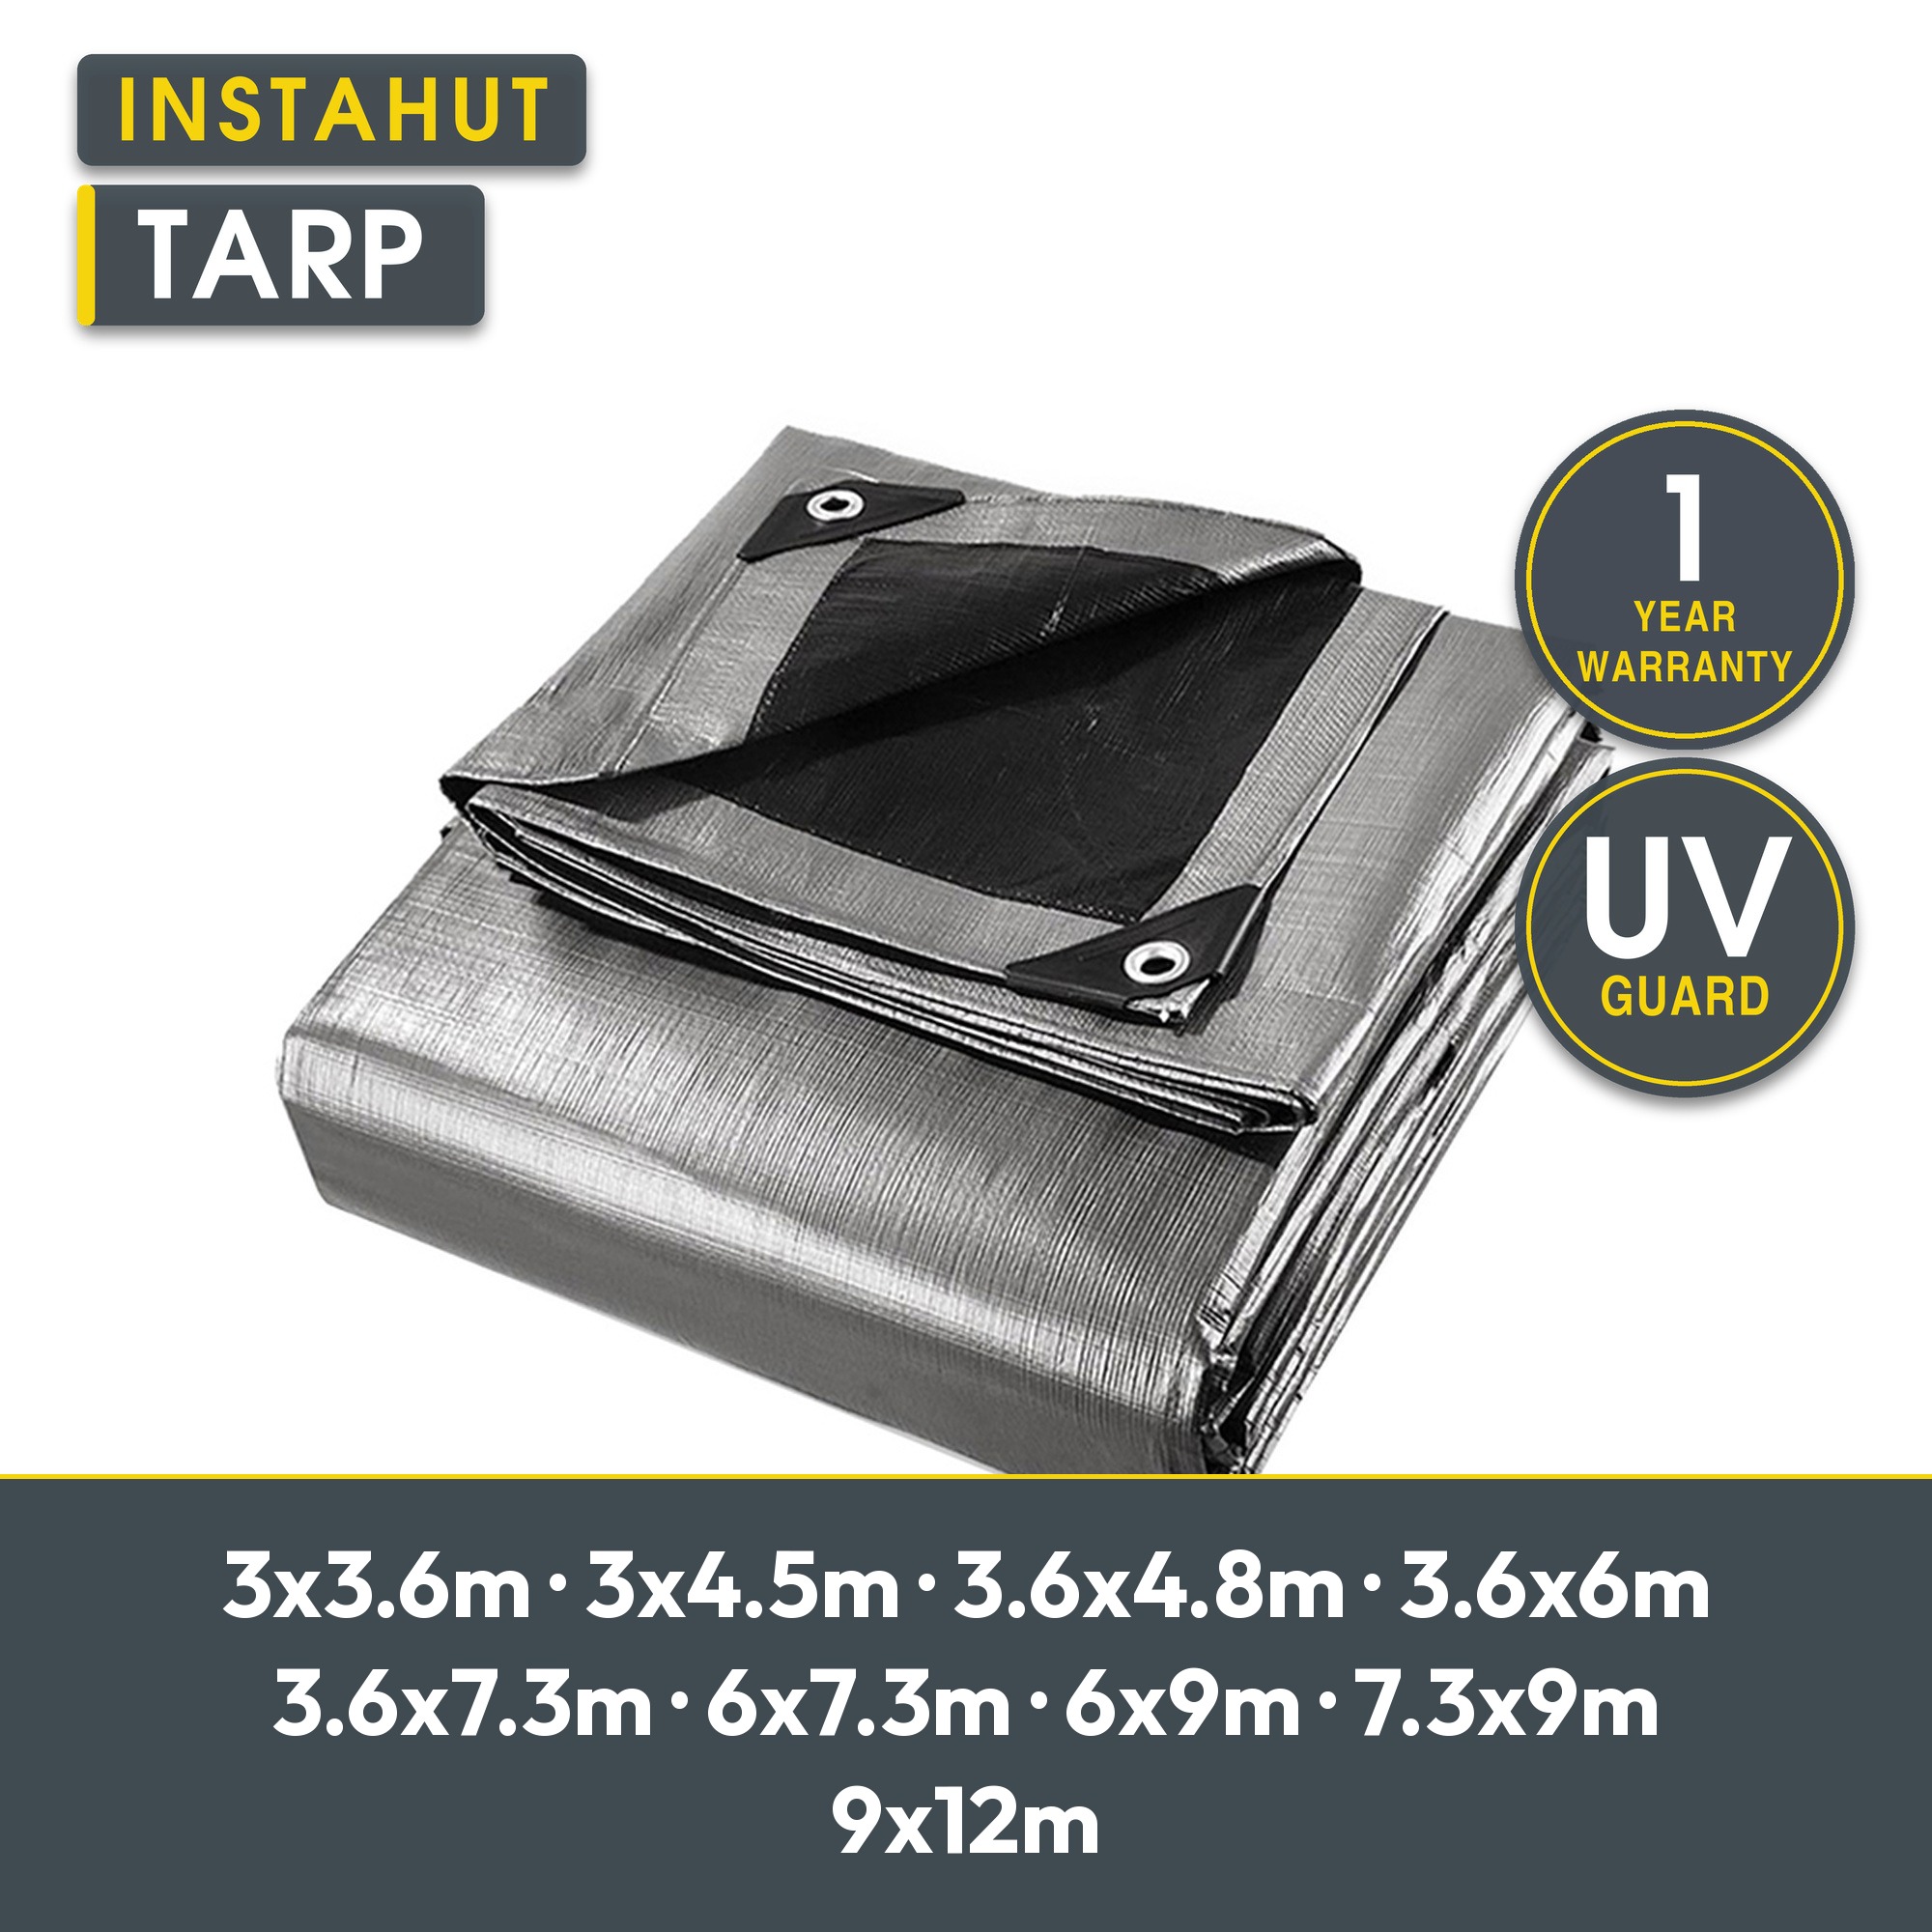 INSTAHUT
TARP
1
YEAR
WARRANTY
UV
GUARD
3x3.6m • 3x4.5m • 3.6x4.8m • 3.6x6m
3.6x7.3m • 6x7.3m • 6x9m • 7.3x9m
9x12m